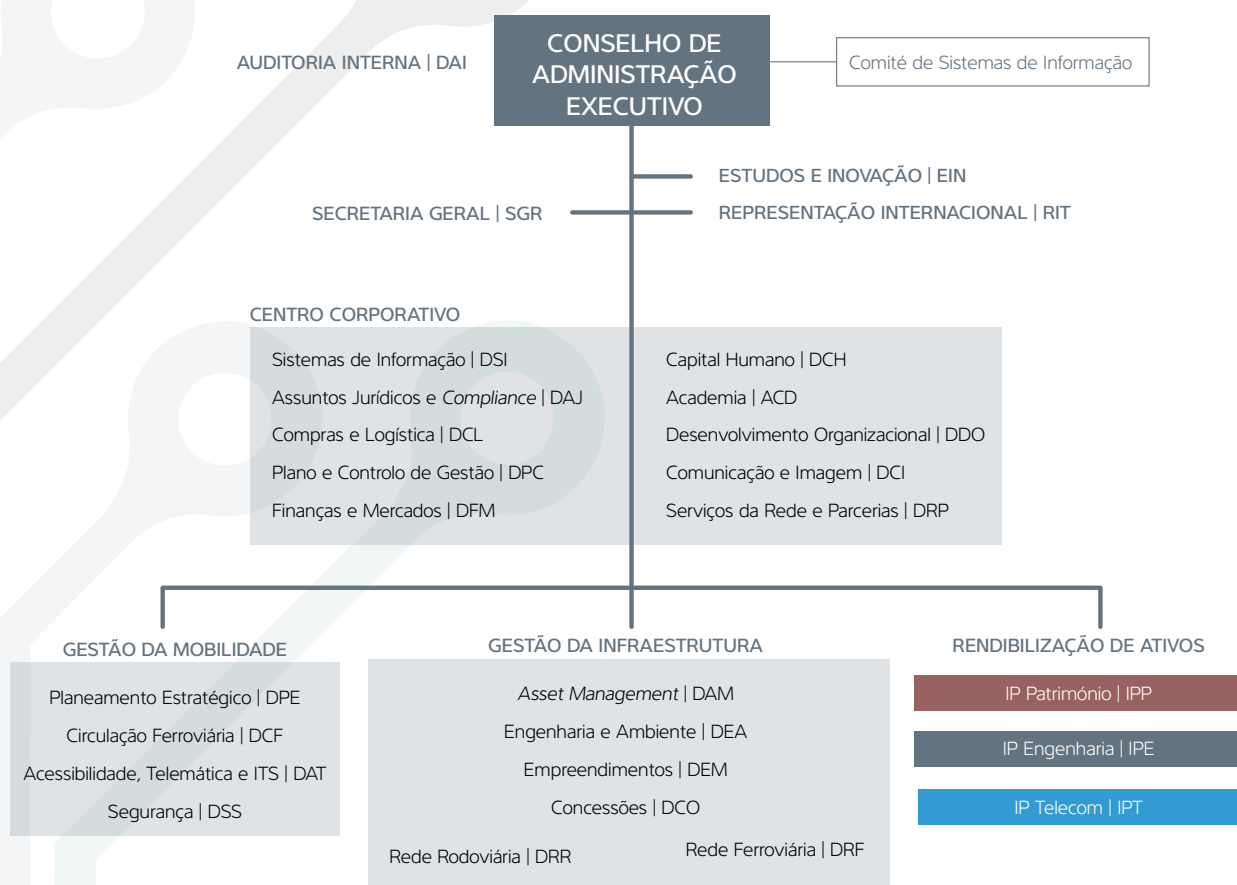 AUDITORIA INTERNA | DAI
CONSELHO DE
ADMINISTRAÇÃO
EXECUTIVO
Comité de Sistemas de Informação
ESTUDOS E INOVAÇÃO | EIN
SECRETARIA GERAL | SGR
REPRESENTAÇÃO INTERNACIONAL | RIT
CENTRO CORPORATIVO
Sistemas de Informação | DSI
Assuntos Jurídicos e Compliance | DAJ
Compras e Logística | DCL
Plano e Controlo de Gestão | DPC
Finanças e Mercados | DFM
Capital Humano | DCH
Academia | ACD
Desenvolvimento Organizacional | DDO
Comunicação e Imagem | DCI
Serviços da Rede e Parcerias | DRP
GESTÃO DA MOBILIDADE
Planeamento Estratégico | DPE
Circulação Ferroviária | DCF
Acessibilidade, Telemática e ITS | DAT
Segurança | DSS
GESTÃO DA INFRAESTRUTURA
Asset Management | DAM
Engenharia e Ambiente | DEA
Empreendimentos | DEM
Concessões | DCO
Rede Rodoviária | DRR
Rede Ferroviária | DRF
RENDIBILIZAÇÃO DE ATIVOS
IP Património | IPP
IP Engenharia | IPE
IP Telecom | IPT